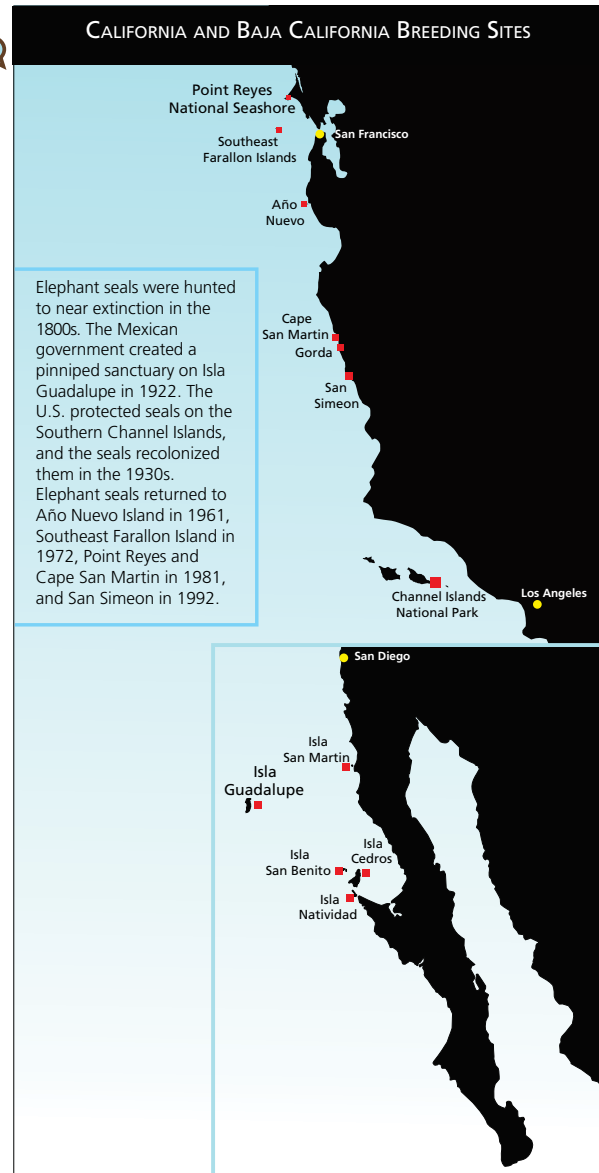 CALIFORNIA AND BAJA CALIFORNIA BREEDING SITES
Point Reyes
National Seashore
Southeast
Farallon Islands
San Francisco
Año
Nuevo
Elephant seals were hunted
to near extinction in the
1800s. The Mexican
government created a
pinniped sanctuary on Isla
Guadalupe in 1922. The
U.S. protected seals on the
Southern Channel Islands,
and the seals recolonized
them in the 1930s.
Elephant seals returned to
Año Nuevo Island in 1961,
Southeast Farallon Island in
1972, Point Reyes and
Cape San Martin in 1981,
and San Simeon in 1992.
Cape
San Martin
Gorda
San
Simeon
Channel Islands
National Park
Los Angeles
San Diego
Isla
San Martin
Isla
Guadalupe
Isla
San Benito
Isla
Cedros
Isla
Natividad